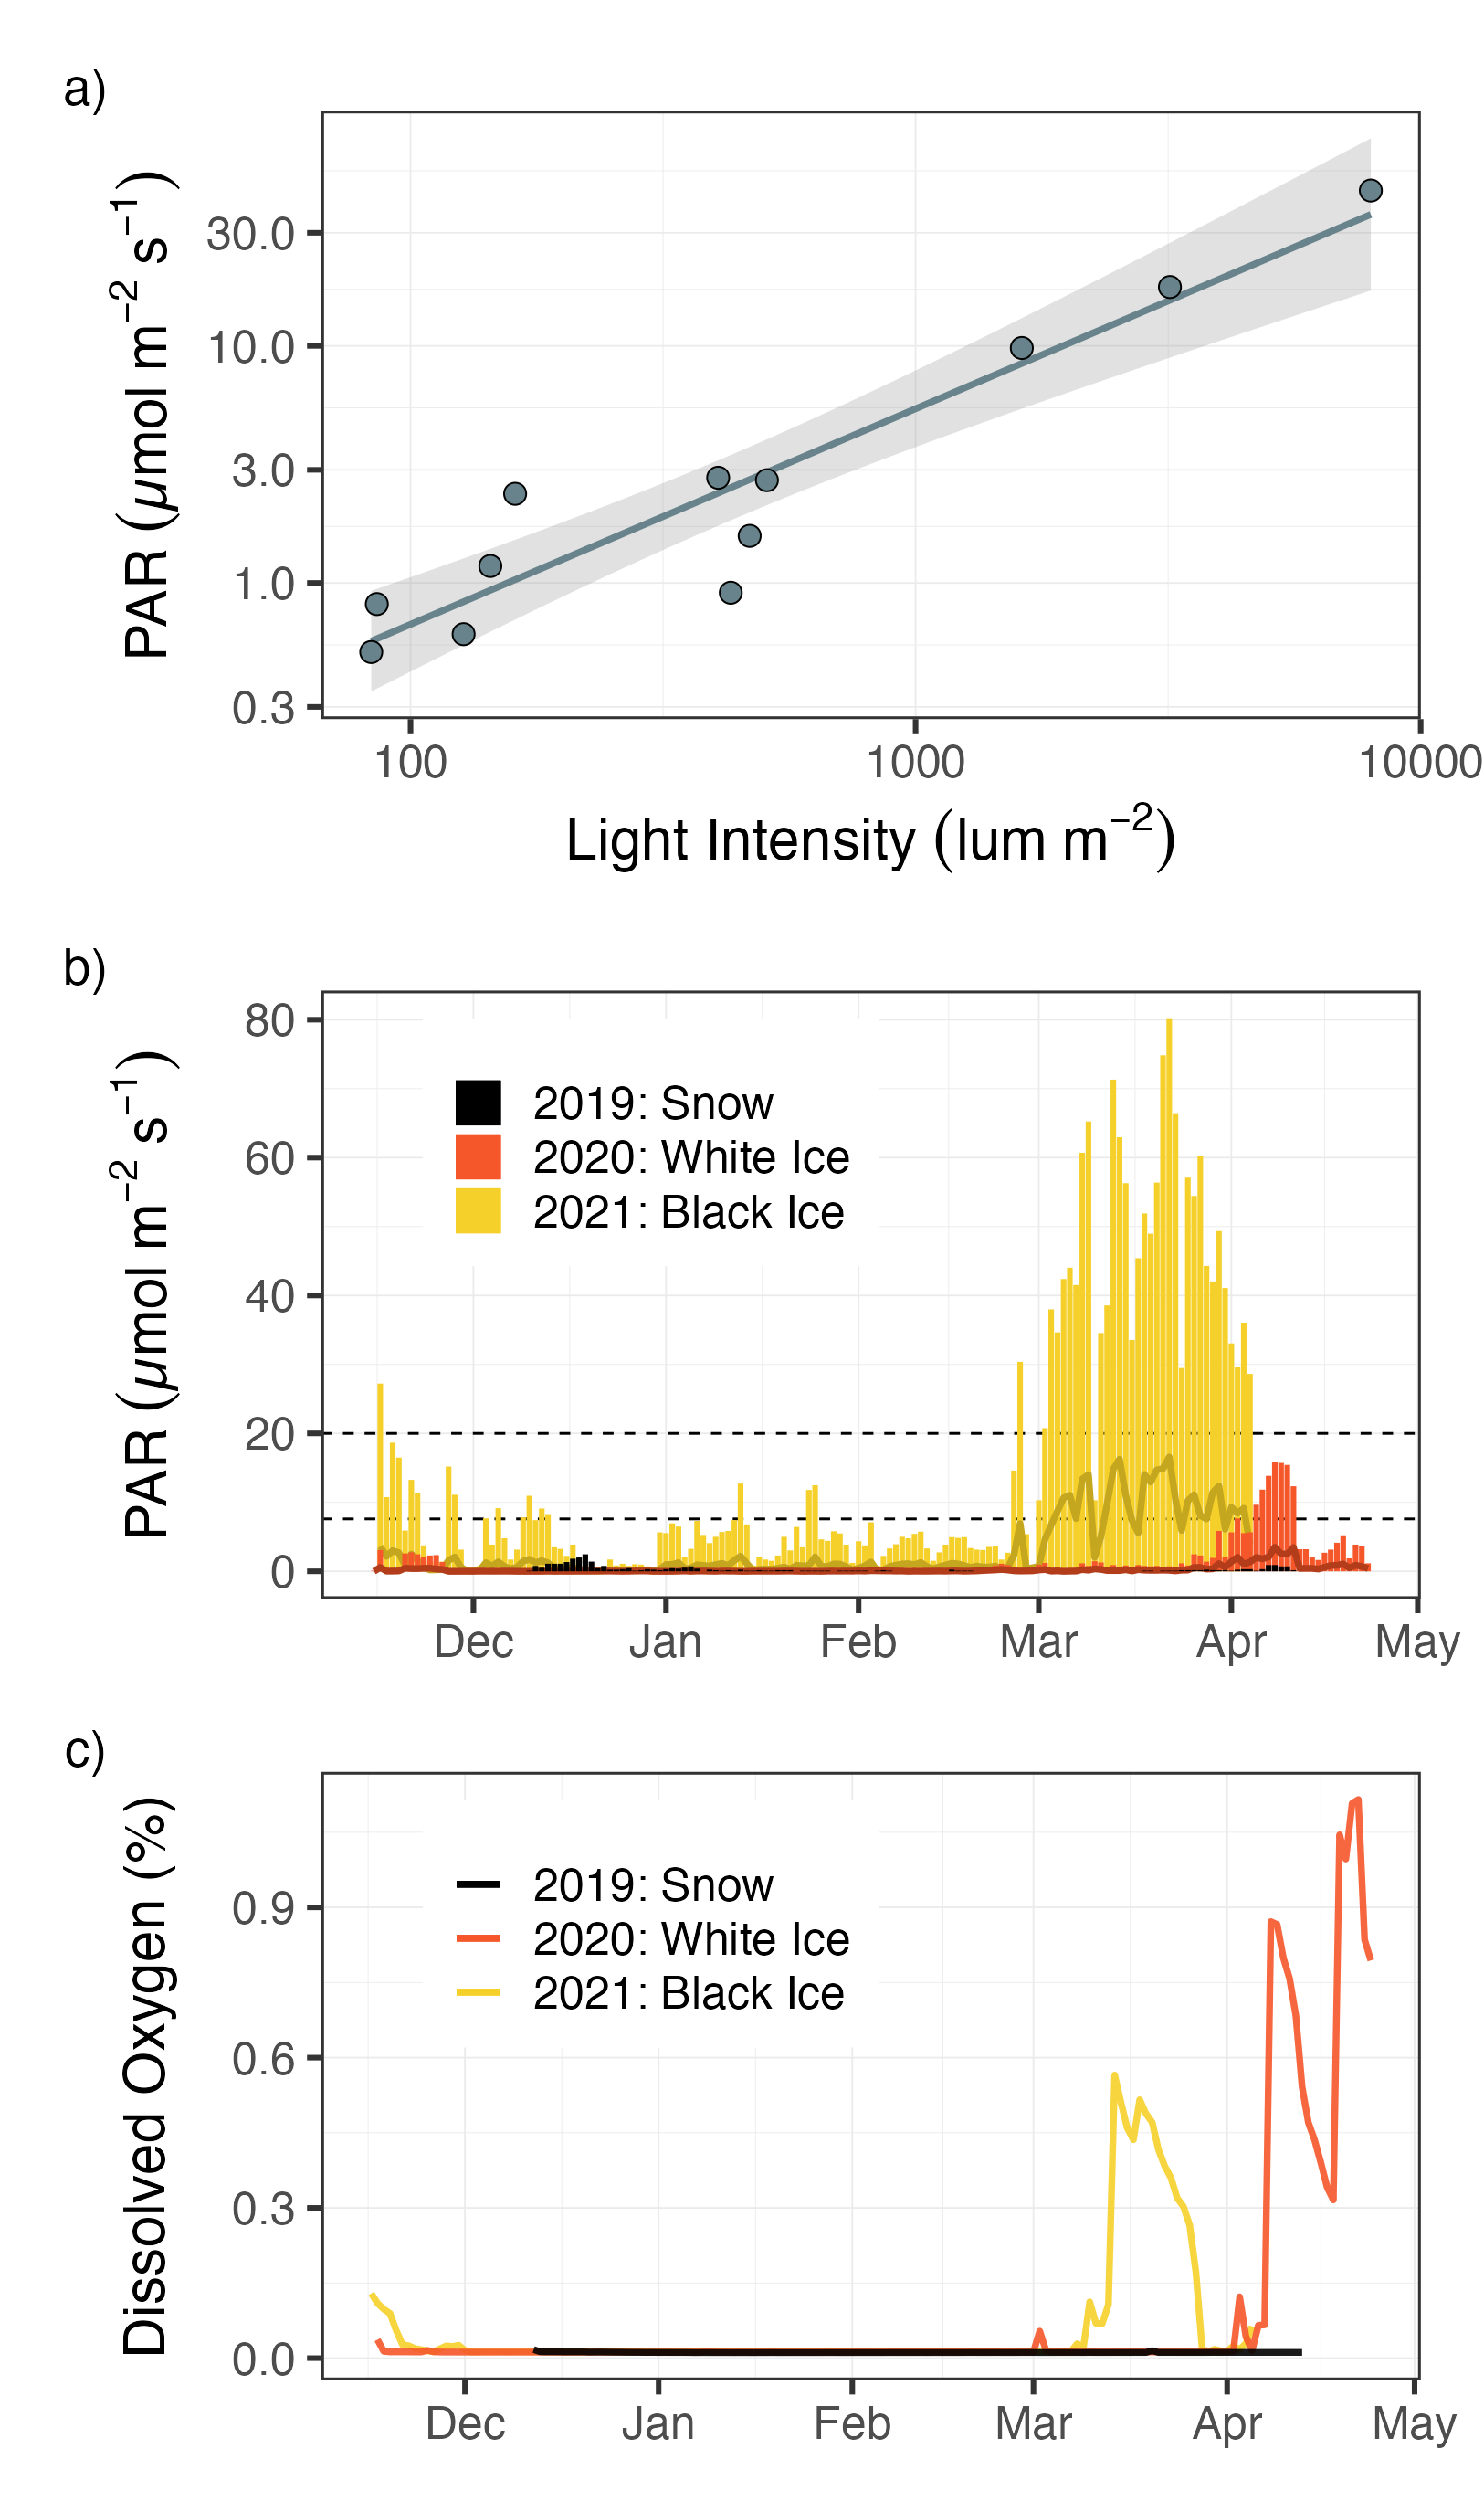 a)
PAR (μmol m⁻² s⁻¹)
30.0
10.0
3.0
1.0
0.3
100 1000 10000
Light Intensity (lum m⁻²)
b)
PAR (μmol m⁻² s⁻¹)
80
60
40
20
0
2019: Snow
2020: White Ice
2021: Black Ice
Dec Jan Feb Mar Apr May
c)
Dissolved Oxygen (%)
0.9
0.6
0.3
0.0
2019: Snow
2020: White Ice
2021: Black Ice
Dec Jan Feb Mar Apr May